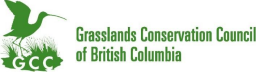 Grasslands Conservation Council
of British Columbia
GCC